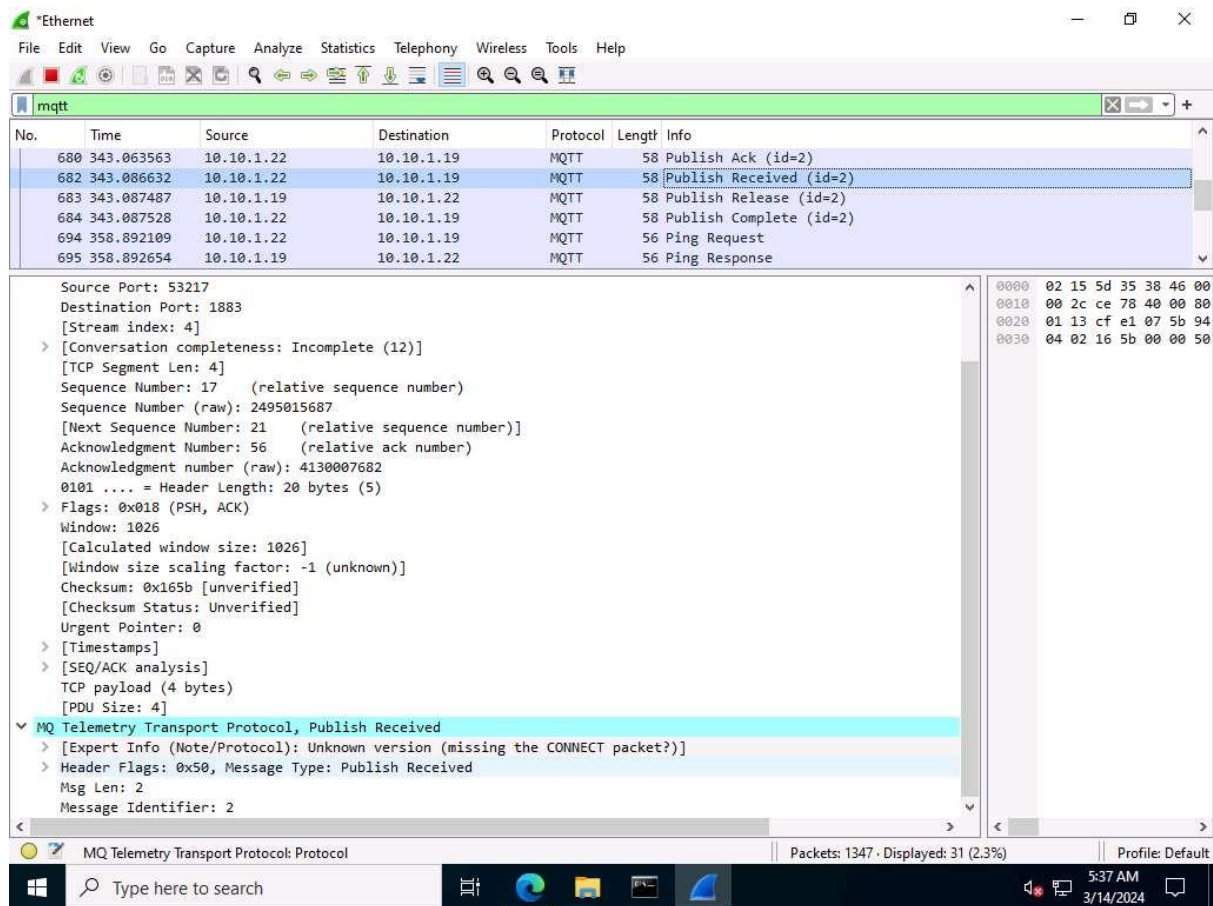 *Ethernet
File Edit View Go Capture Analyze Statistics Telephony Wireless Tools Help
mqtt
No. Time Source Destination Protocol Length Info
680 343.063563 10.10.1.22 10.10.1.19 MQTT 58 Publish Ack (id=2)
682 343.086632 10.10.1.22 10.10.1.19 MQTT 58 Publish Received (id=2)
683 343.087487 10.10.1.19 10.10.1.22 MQTT 58 Publish Release (id=2)
684 343.087528 10.10.1.22 10.10.1.19 MQTT 58 Publish Complete (id=2)
694 358.892109 10.10.1.22 10.10.1.19 MQTT 56 Ping Request
695 358.892654 10.10.1.19 10.10.1.22 MQTT 56 Ping Response
Source Port: 53217
Destination Port: 1883
[Stream index: 4]
[Conversation completeness: Incomplete (12)]
[TCP Segment Len: 4]
Sequence Number: 17 (relative sequence number)
Sequence Number (raw): 2495015687
[Next Sequence Number: 21 (relative sequence number)]
Acknowledgment Number: 56 (relative ack number)
Acknowledgment number (raw): 4130007682
0101 .... = Header Length: 20 bytes (5)
Flags: 0x018 (PSH, ACK)
Window: 1026
[Calculated window size: 1026]
[Window size scaling factor: -1 (unknown)]
Checksum: 0x165b [unverified]
[Checksum Status: Unverified]
Urgent Pointer: 0
[Timestamps]
[SEQ/ACK analysis]
TCP payload (4 bytes)
[PDU Size: 4]
MQ Telemetry Transport Protocol, Publish Received
[Expert Info (Note/Protocol): Unknown version (missing the CONNECT packet?)]
Header Flags: 0x50, Message Type: Publish Received
Msg Len: 2
Message Identifier: 2
0000 02 15 5d 35 38 46 00
0010 00 2c ce 78 40 00 80
0020 01 13 cf e1 07 5b 94
0030 04 02 16 5b 00 00 50
MQ Telemetry Transport Protocol: Protocol Packets: 1347 · Displayed: 31 (2.3%) Profile: Default
Type here to search
5:37 AM
3/14/2024